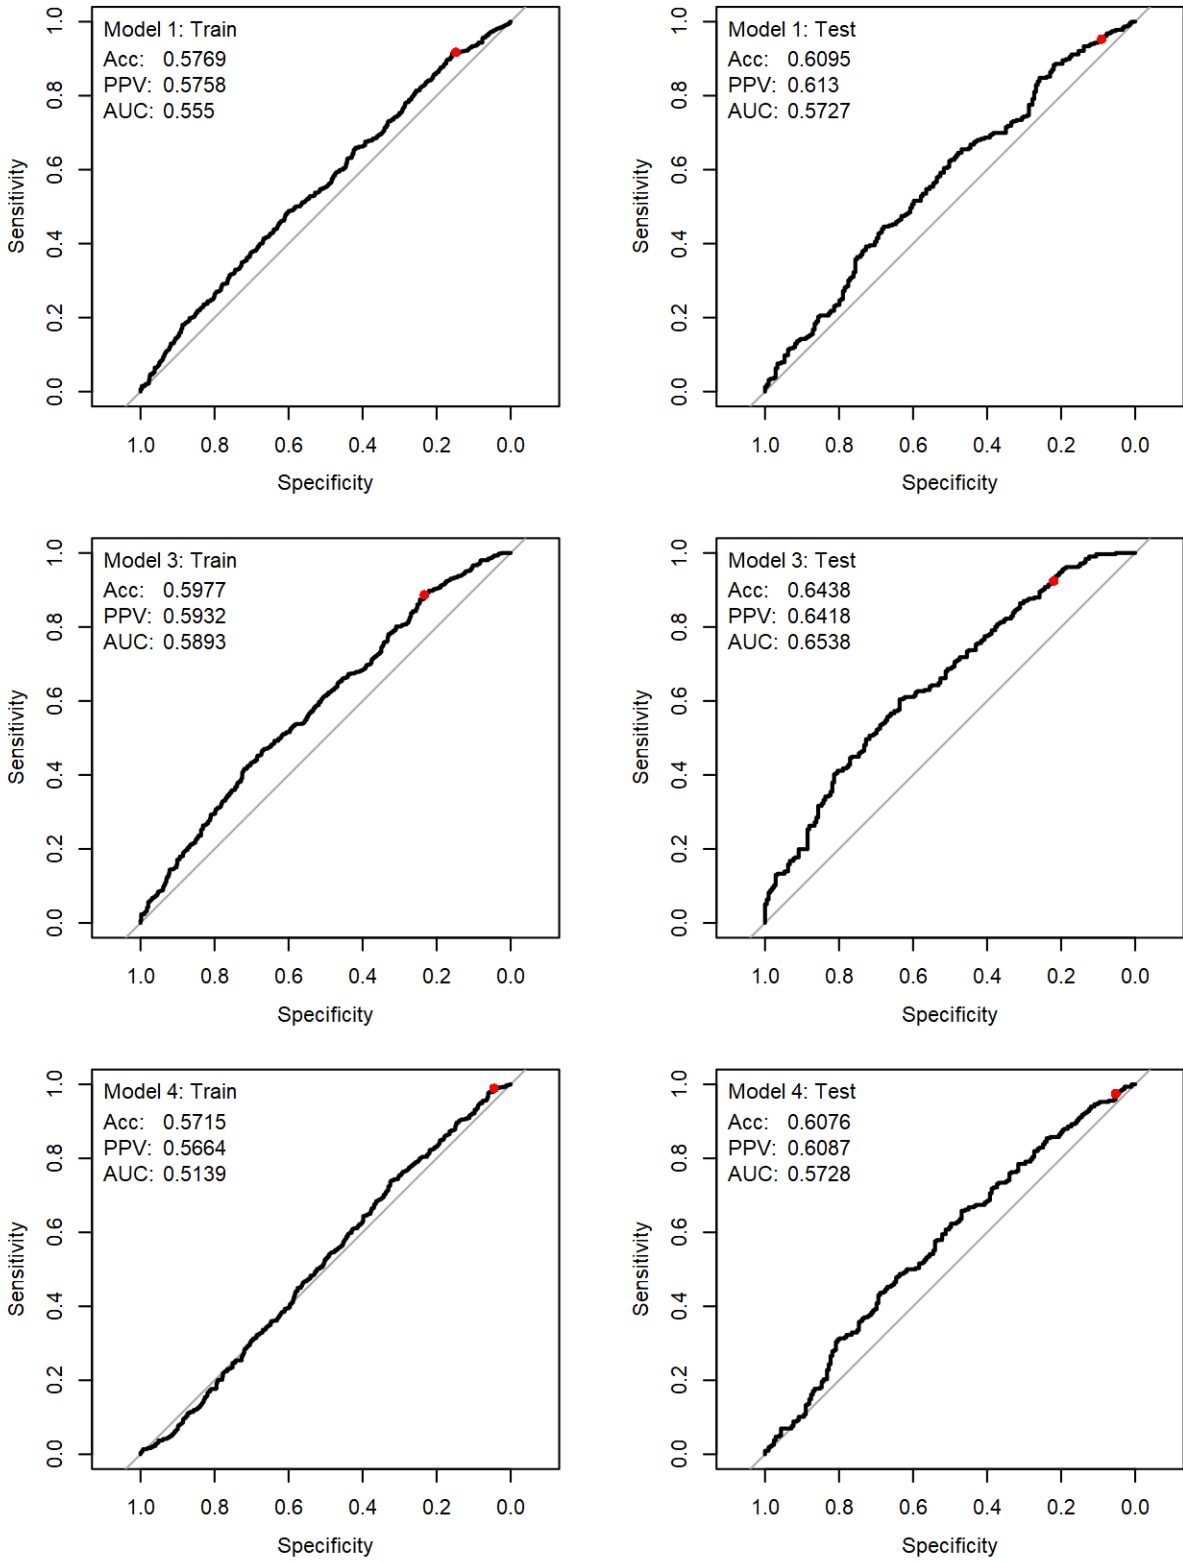 Model 1: Train
Acc: 0.5769
PPV: 0.5758
AUC: 0.555
Sensitivity
0.0 0.2 0.4 0.6 0.8 1.0
1.0 0.8 0.6 0.4 0.2 0.0
Specificity
Model 1: Test
Acc: 0.6095
PPV: 0.613
AUC: 0.5727
Sensitivity
0.0 0.2 0.4 0.6 0.8 1.0
1.0 0.8 0.6 0.4 0.2 0.0
Specificity
Model 3: Train
Acc: 0.5977
PPV: 0.5932
AUC: 0.5893
Sensitivity
0.0 0.2 0.4 0.6 0.8 1.0
1.0 0.8 0.6 0.4 0.2 0.0
Specificity
Model 3: Test
Acc: 0.6438
PPV: 0.6418
AUC: 0.6538
Sensitivity
0.0 0.2 0.4 0.6 0.8 1.0
1.0 0.8 0.6 0.4 0.2 0.0
Specificity
Model 4: Train
Acc: 0.5715
PPV: 0.5664
AUC: 0.5139
Sensitivity
0.0 0.2 0.4 0.6 0.8 1.0
1.0 0.8 0.6 0.4 0.2 0.0
Specificity
Model 4: Test
Acc: 0.6076
PPV: 0.6087
AUC: 0.5728
Sensitivity
0.0 0.2 0.4 0.6 0.8 1.0
1.0 0.8 0.6 0.4 0.2 0.0
Specificity